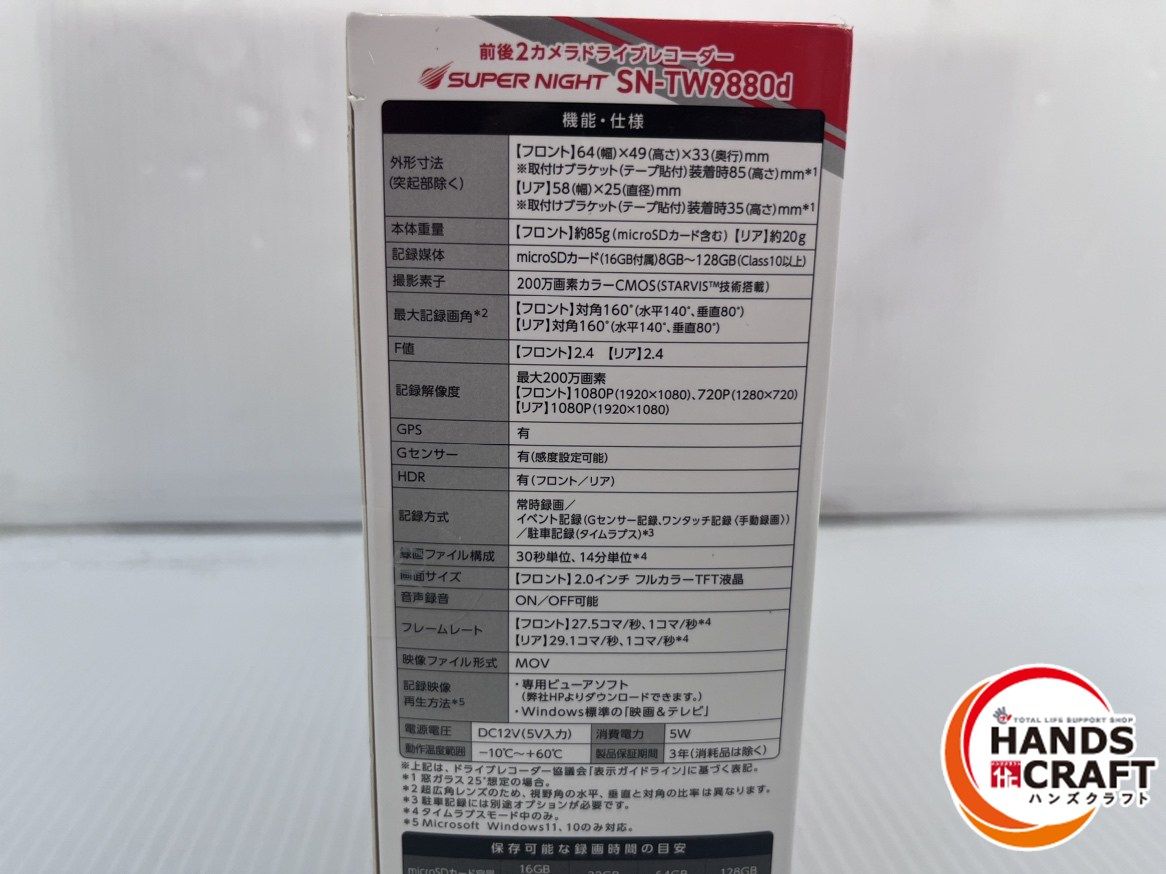 前後2カメラドライブレコーダー
SUPER NIGHT SN-TW9880d
機能・仕様
外形寸法
(突起部除く)
【フロント】64(幅)×49(高さ)×33(奥行)mm
※取付けブラケット(テープ貼付)装着時85(高さ)mm*1
【リア】58(幅)×25(直径)mm
※取付けブラケット(テープ貼付)装着時35(高さ)mm*1
本体重量
【フロント】約85g(microSDカード含む)【リア】約20g
記録媒体
microSDカード(16GB付属)8GB～128GB(Class10以上)
撮影素子
200万画素カラーCMOS(STARVIS™技術搭載)
最大記録画角*2
【フロント】対角160°(水平140°、垂直80°)
【リア】対角160°(水平140°、垂直80°)
F値
【フロント】2.4 【リア】2.4
記録解像度
最大200万画素
【フロント】1080P(1920×1080)、720P(1280×720)
【リア】1080P(1920×1080)
GPS
有
Gセンサー
有(感度設定可能)
HDR
有(フロント/リア)
記録方式
常時録画/
イベント記録(Gセンサー記録、ワンタッチ記録〈手動録画〉)
/駐車記録(タイムラプス)*3
録画ファイル構成
30秒単位、14分単位*4
画面サイズ
【フロント】2.0インチ フルカラーTFT液晶
音声録音
ON/OFF可能
フレームレート
【フロント】27.5コマ/秒、1コマ/秒*4
【リア】29.1コマ/秒、1コマ/秒*4
映像ファイル形式
MOV
記録映像
再生方法*5
・専用ビューアソフト
(弊社HPよりダウンロードできます。)
・Windows標準の「映画&テレビ」
電源電圧 DC12V(5V入力) 消費電力 5W
動作温度範囲 −10℃～+60℃ 製品保証期間 3年(消耗品は除く)
※上記は、ドライブレコーダー協議会「表示ガイドライン」に基づく表記。
*1 窓ガラス25°想定の場合。
*2 超広角レンズのため、視野角の水平、垂直と対角の比率は異なります。
*3 駐車記録には別途オプションが必要です。
*4 タイムラプスモード中のみ。
*5 Microsoft Windows11、10のみ対応。
保存可能な録画時間の目安
microSDカード容量 16GB 32GB 64GB 128GB
TOTAL LIFE SUPPORT SHOP
HANDS
CRAFT
ハンズクラフト